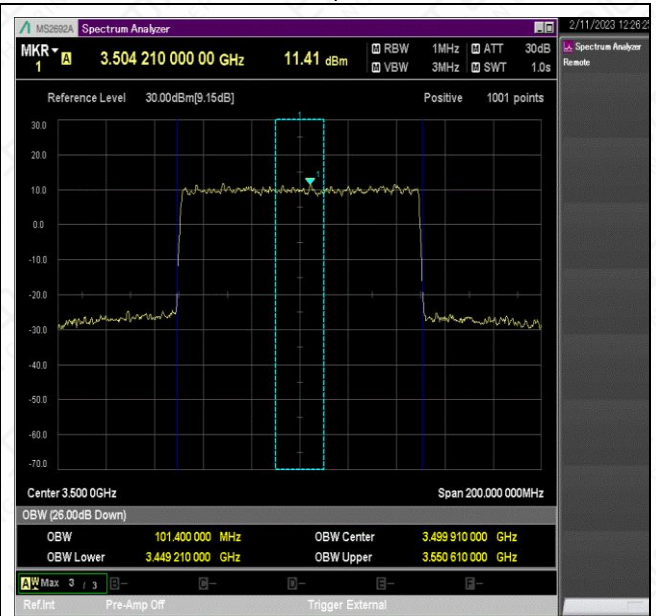 MS2692A Spectrum Analyzer
2/11/2023 12:26:2
MKR 1 A 3.504 210 000 00 GHz 11.41 dBm M RBW 1MHz M ATT 30dB
M VBW 3MHz M SWT 1.0s
Spectrum Analyzer
Remote
Reference Level 30.00dBm[9.15dB] Positive 1001 points
1
30.0
20.0
10.0
1
0.0
-10.0
-20.0
-30.0
-40.0
-50.0
-60.0
-70.0
Center 3.500 0GHz Span 200.000 000MHz
OBW (26.00dB Down)
OBW 101.400 000 MHz OBW Center 3.499 910 000 GHz
OBW Lower 3.449 210 000 GHz OBW Upper 3.550 610 000 GHz
A W Max 3 / 3 B- C- D- E- F-
Ref.Int Pre-Amp Off Trigger External